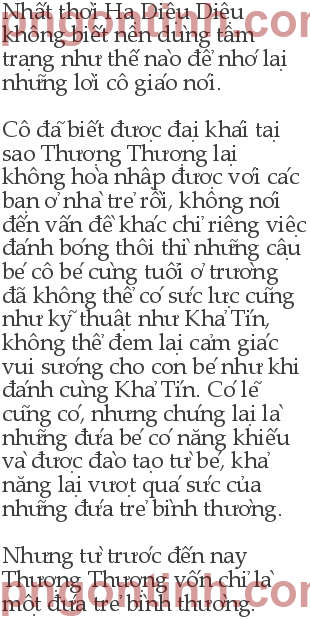 Nhất thời Hạ Diệu Diệu
không biết nên dùng tâm
trạng như thế nào để nhớ lại
những lời cô giáo nói.
Cô đã biết được đại khái tại
sao Thượng Thượng lại
không hòa nhập được với các
bạn ở nhà trẻ rồi, không nói
đến vấn đề khác chỉ riêng việc
đánh bóng thôi thì những cậu
bé cô bé cùng tuổi ở trường
đã không thể có sức lực cũng
như kỹ thuật như Khả Tín,
không thể đem lại cảm giác
vui sướng cho con bé như khi
đánh cùng Khả Tín. Có lẽ
cũng có, nhưng chúng lại là
những đứa bé có năng khiếu
và được đào tạo từ bé, khả
năng lại vượt quá sức của
những đứa trẻ bình thường.
Nhưng từ trước đến nay
Thượng Thượng vốn chỉ là
một đứa trẻ bình thường.